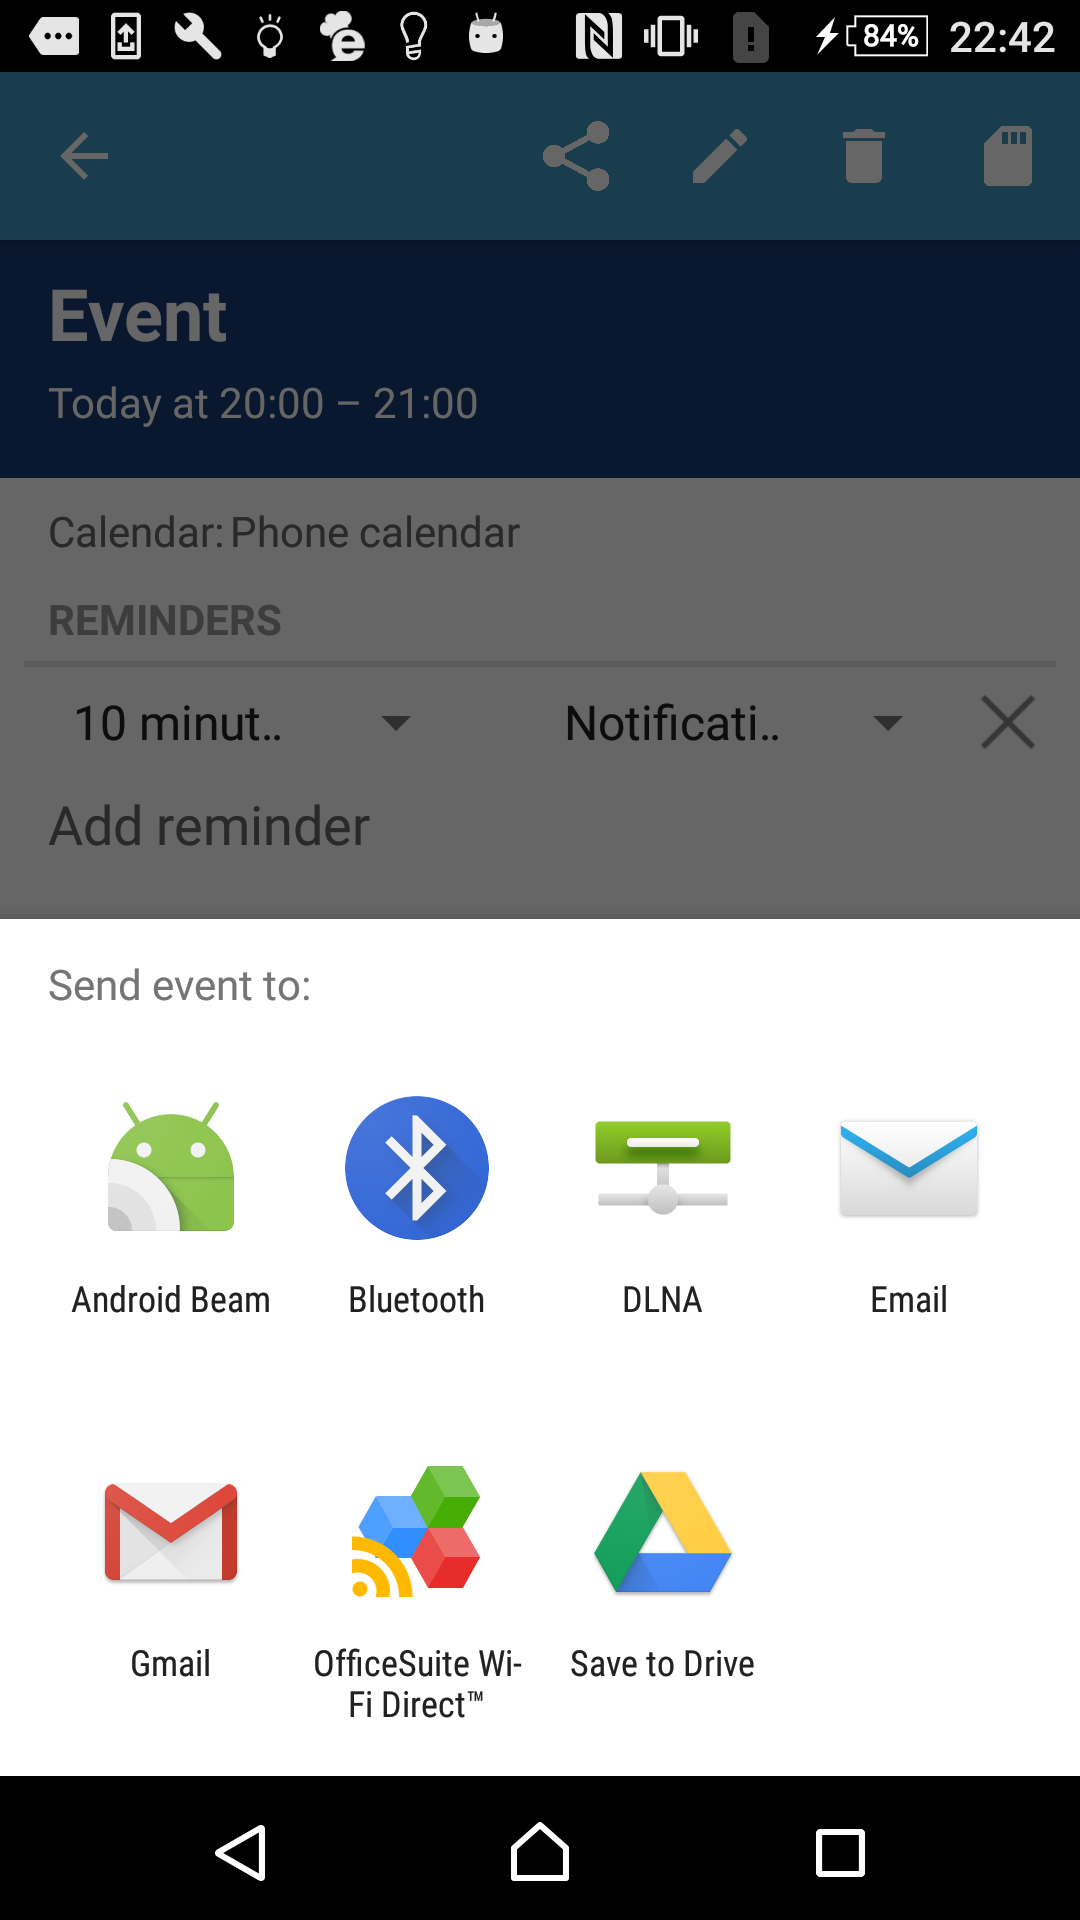 84% 22:42
Event
Today at 20:00 – 21:00
Calendar: Phone calendar
REMINDERS
10 minut.. Notificati..
Add reminder
Send event to:
Android Beam Bluetooth DLNA Email
Gmail OfficeSuite Wi-
Fi Direct™ Save to Drive